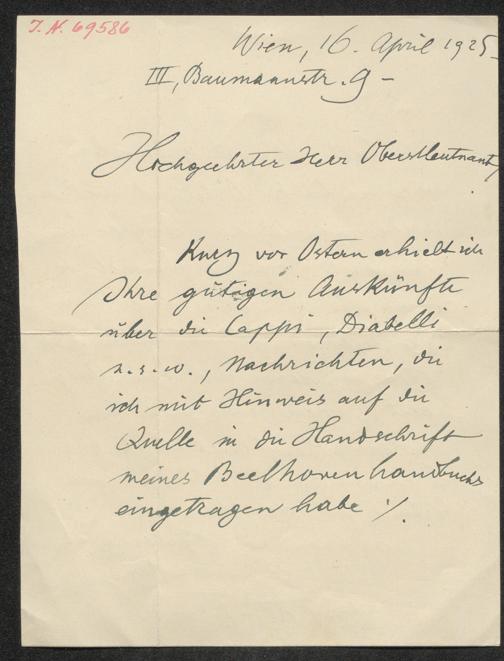 I. N. 69586
Wien, 16. April 1925
III, Baumannstr. 9 –
Hochgeehrter Herr Oberstleutnant,
Kurz vor Ostern erhielt ich
Ihre gütigen Auskünfte
über die Cappi, Diabelli
u. s. w., Nachrichten, die
ich mit Hinweis auf die
Quelle in die Handschrift
meines Beethovenhandbuchs
eingetragen habe ./.